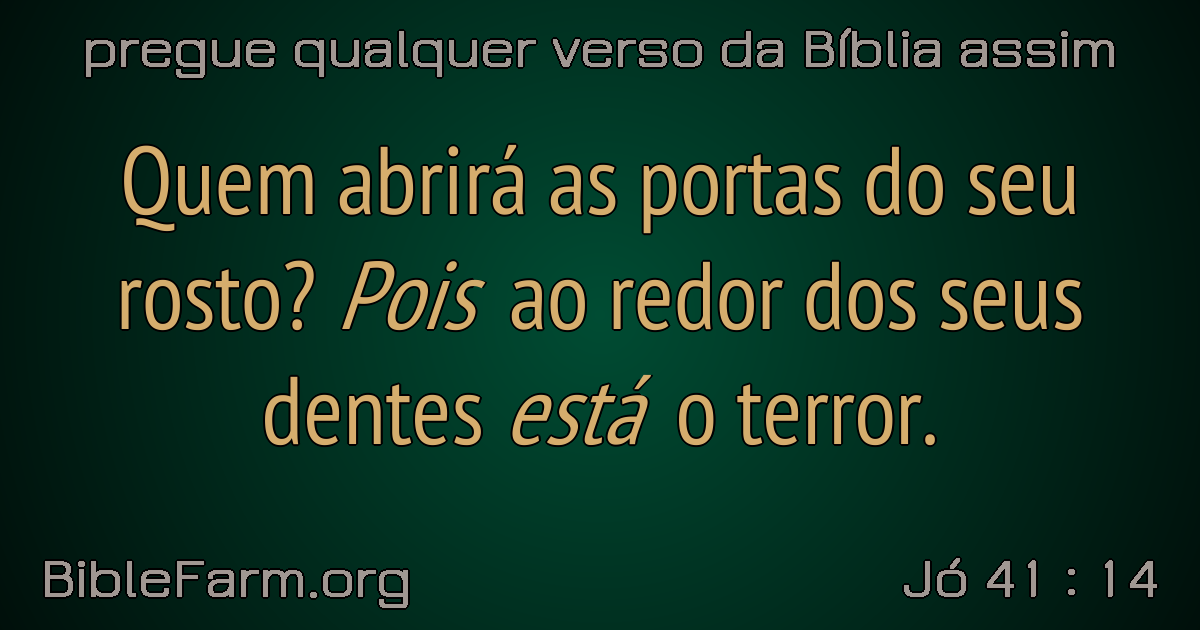 pregue qualquer verso da Bíblia assim
Quem abrirá as portas do seu
rosto? Pois ao redor dos seus
dentes está o terror.
BibleFarm.org
Jó 41 : 14